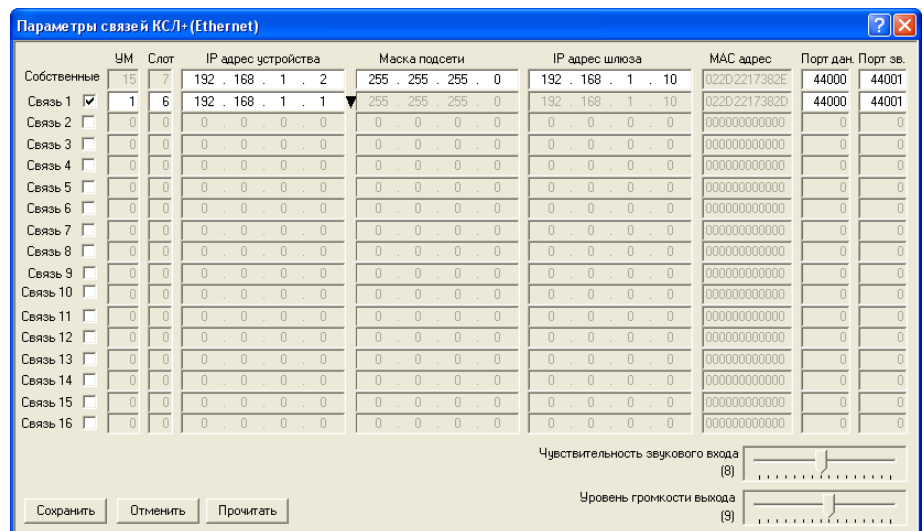 Параметры связей КСЛ+(Ethernet)
УМ Слот IP адрес устройства Маска подсети IP адрес шлюза MAC адрес Порт дан. Порт зв.
Собственные 15 7 192 . 168 . 1 . 2 255 . 255 . 255 . 0 192 . 168 . 1 . 10 022D2217382E 44000 44001
Связь 1 1 6 192 . 168 . 1 . 1 255 . 255 . 255 . 0 192 . 168 . 1 . 10 022D2217382D 44000 44001
Связь 2 0 0 0 . 0 . 0 . 0 0 . 0 . 0 . 0 0 . 0 . 0 . 0 000000000000 0 0
Связь 3 0 0 0 . 0 . 0 . 0 0 . 0 . 0 . 0 0 . 0 . 0 . 0 000000000000 0 0
Связь 4 0 0 0 . 0 . 0 . 0 0 . 0 . 0 . 0 0 . 0 . 0 . 0 000000000000 0 0
Связь 5 0 0 0 . 0 . 0 . 0 0 . 0 . 0 . 0 0 . 0 . 0 . 0 000000000000 0 0
Связь 6 0 0 0 . 0 . 0 . 0 0 . 0 . 0 . 0 0 . 0 . 0 . 0 000000000000 0 0
Связь 7 0 0 0 . 0 . 0 . 0 0 . 0 . 0 . 0 0 . 0 . 0 . 0 000000000000 0 0
Связь 8 0 0 0 . 0 . 0 . 0 0 . 0 . 0 . 0 0 . 0 . 0 . 0 000000000000 0 0
Связь 9 0 0 0 . 0 . 0 . 0 0 . 0 . 0 . 0 0 . 0 . 0 . 0 000000000000 0 0
Связь 10 0 0 0 . 0 . 0 . 0 0 . 0 . 0 . 0 0 . 0 . 0 . 0 000000000000 0 0
Связь 11 0 0 0 . 0 . 0 . 0 0 . 0 . 0 . 0 0 . 0 . 0 . 0 000000000000 0 0
Связь 12 0 0 0 . 0 . 0 . 0 0 . 0 . 0 . 0 0 . 0 . 0 . 0 000000000000 0 0
Связь 13 0 0 0 . 0 . 0 . 0 0 . 0 . 0 . 0 0 . 0 . 0 . 0 000000000000 0 0
Связь 14 0 0 0 . 0 . 0 . 0 0 . 0 . 0 . 0 0 . 0 . 0 . 0 000000000000 0 0
Связь 15 0 0 0 . 0 . 0 . 0 0 . 0 . 0 . 0 0 . 0 . 0 . 0 000000000000 0 0
Связь 16 0 0 0 . 0 . 0 . 0 0 . 0 . 0 . 0 0 . 0 . 0 . 0 000000000000 0 0
Чувствительность звукового входа
(8)
Уровень громкости выхода
(9)
Сохранить Отменить Прочитать